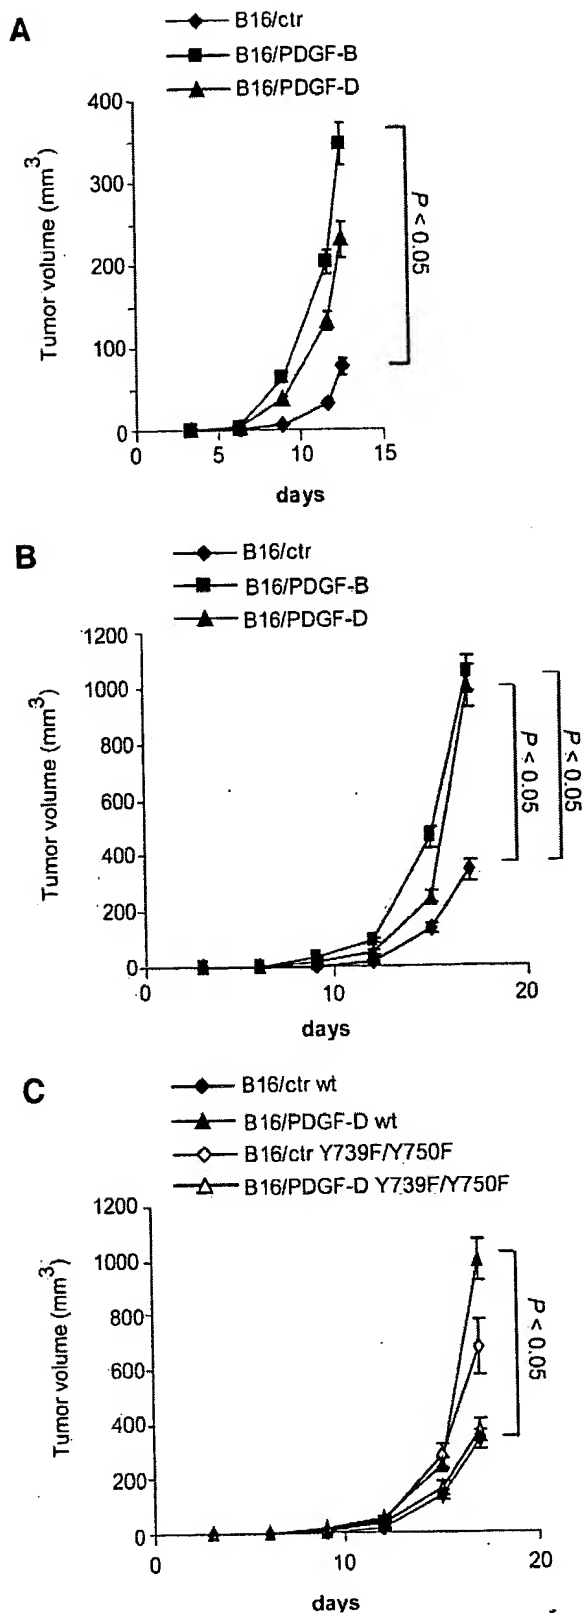 A
B16/ctr
B16/PDGF-B
B16/PDGF-D
Tumor volume (mm3)
400
300
200
100
0
0 5 10 15
days
P < 0.05
B
B16/ctr
B16/PDGF-B
B16/PDGF-D
Tumor volume (mm3)
1200
1000
800
600
400
200
0
0 10 20
days
P < 0.05
P < 0.05
C
B16/ctr wt
B16/PDGF-D wt
B16/ctr Y739F/Y750F
B16/PDGF-D Y739F/Y750F
Tumor volume (mm3)
1200
1000
800
600
400
200
0
0 10 20
days
P < 0.05